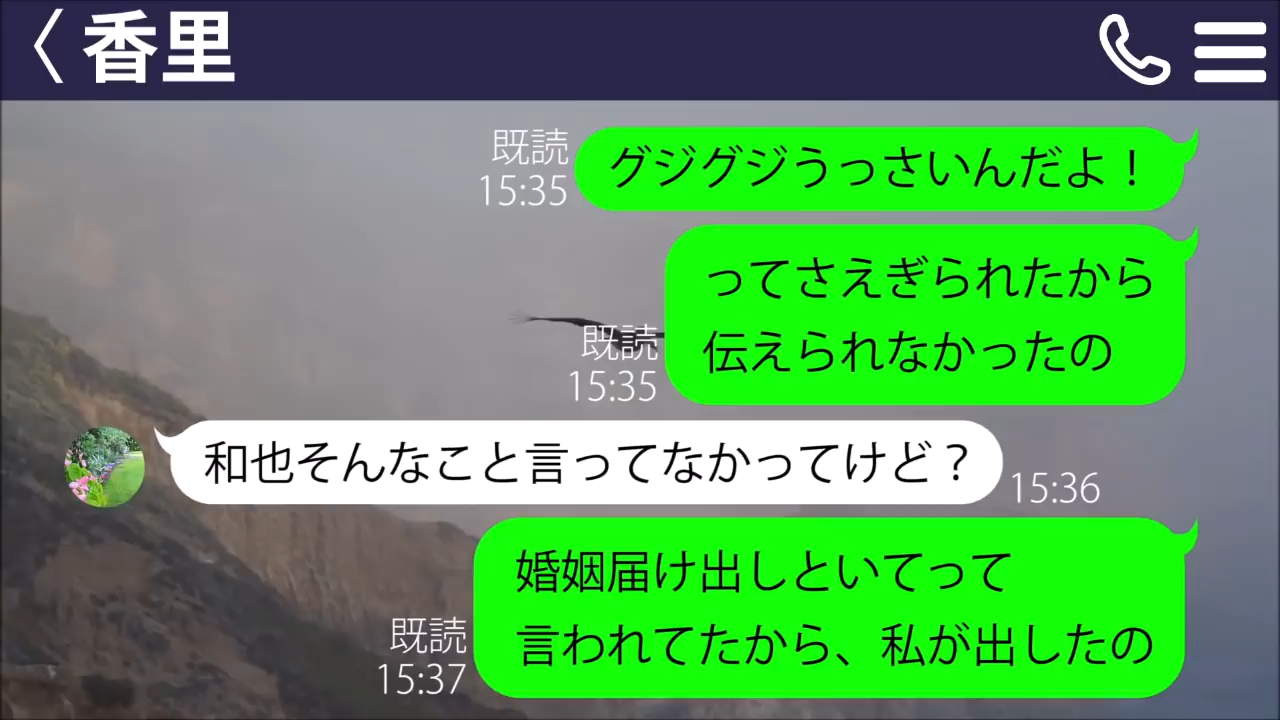 香里
グジグジうっさいんだよ！
既読
15:35
ってさえぎられたから
伝えられなかったの
既読
15:35
和也そんなこと言ってなかってけど？
15:36
婚姻届け出しといてって
言われてたから、私が出したの
既読
15:37